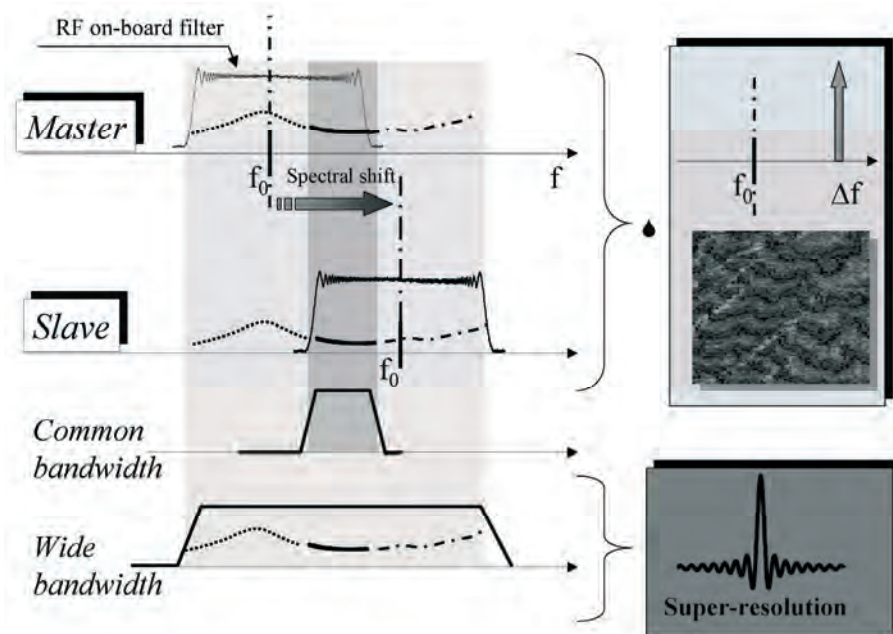 RF on-board filter
Master
f₀
Spectral shift
f
f₀
Δf
Slave
f₀
Common
bandwidth
Wide
bandwidth
Super-resolution